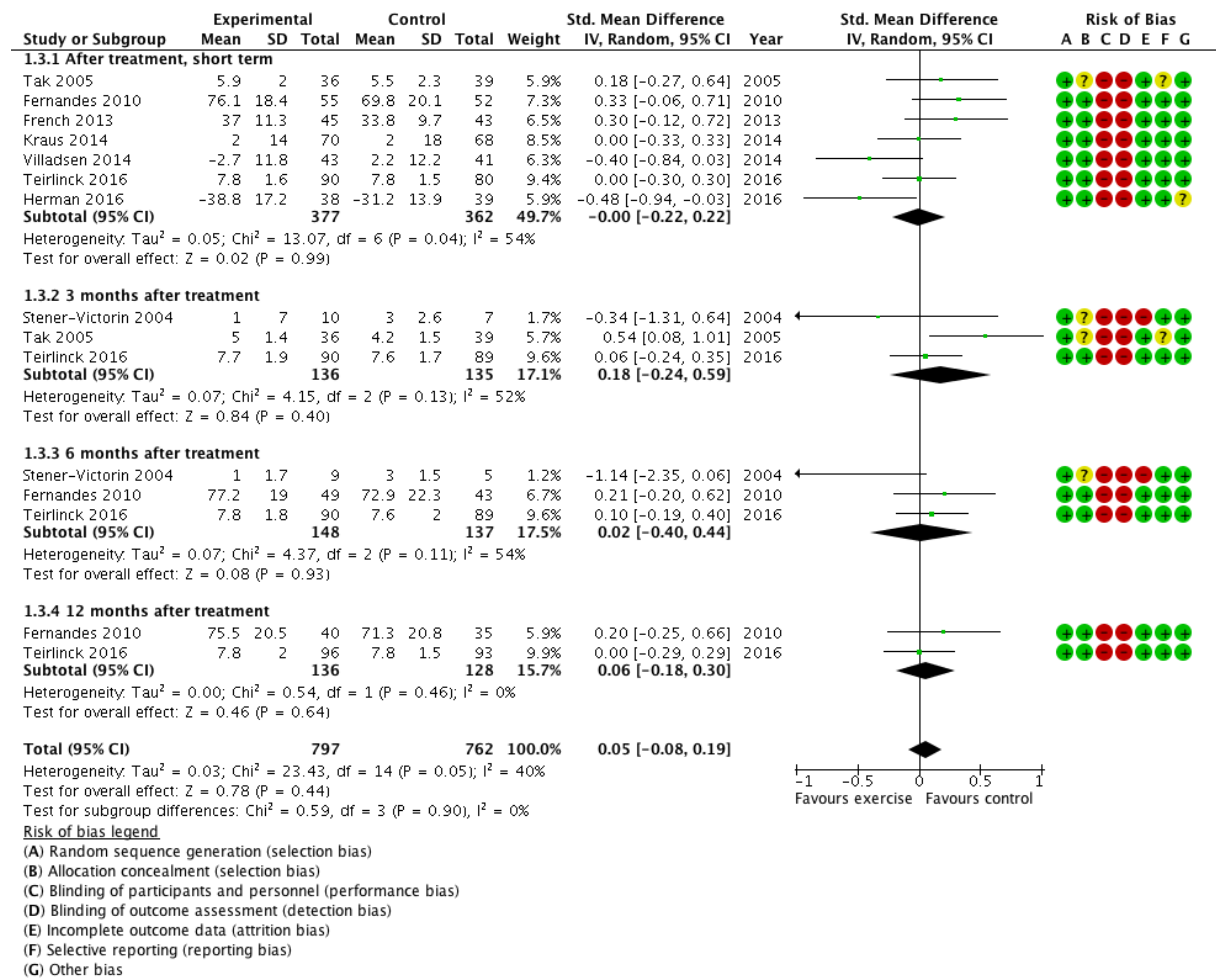 Experimental Control Std. Mean Difference Std. Mean Difference Risk of Bias
Study or Subgroup Mean SD Total Mean SD Total Weight IV, Random, 95% CI Year IV, Random, 95% CI A B C D E F G
1.3.1 After treatment, short term
Tak 2005 5.9 2 36 5.5 2.3 39 5.9% 0.18 [−0.27, 0.64] 2005 + ? − − + ? +
Fernandes 2010 76.1 18.4 55 69.8 20.1 52 7.3% 0.33 [−0.06, 0.71] 2010 + + − − + + +
French 2013 37 11.3 45 33.8 9.7 43 6.5% 0.30 [−0.12, 0.72] 2013 + + − − + + +
Kraus 2014 2 14 70 2 18 68 8.5% 0.00 [−0.33, 0.33] 2014 + + − − + + +
Villadsen 2014 −2.7 11.8 43 2.2 12.2 41 6.3% −0.40 [−0.84, 0.03] 2014 + + − − + + +
Teirlinck 2016 7.8 1.6 90 7.8 1.5 80 9.4% 0.00 [−0.30, 0.30] 2016 + + − − + + +
Herman 2016 −38.8 17.2 38 −31.2 13.9 39 5.9% −0.48 [−0.94, −0.03] 2016 + + − − + + ?
Subtotal (95% CI) 377 362 49.7% −0.00 [−0.22, 0.22]
Heterogeneity: Tau² = 0.05; Chi² = 13.07, df = 6 (P = 0.04); I² = 54%
Test for overall effect: Z = 0.02 (P = 0.99)
1.3.2 3 months after treatment
Stener−Victorin 2004 1 7 10 3 2.6 7 1.7% −0.34 [−1.31, 0.64] 2004 + ? − − − + +
Tak 2005 5 1.4 36 4.2 1.5 39 5.7% 0.54 [0.08, 1.01] 2005 + ? − − + ? +
Teirlinck 2016 7.7 1.9 90 7.6 1.7 89 9.6% 0.06 [−0.24, 0.35] 2016 + + − − + + +
Subtotal (95% CI) 136 135 17.1% 0.18 [−0.24, 0.59]
Heterogeneity: Tau² = 0.07; Chi² = 4.15, df = 2 (P = 0.13); I² = 52%
Test for overall effect: Z = 0.84 (P = 0.40)
1.3.3 6 months after treatment
Stener−Victorin 2004 1 1.7 9 3 1.5 5 1.2% −1.14 [−2.35, 0.06] 2004 + ? − − − + +
Fernandes 2010 77.2 19 49 72.9 22.3 43 6.7% 0.21 [−0.20, 0.62] 2010 + + − − + + +
Teirlinck 2016 7.8 1.8 90 7.6 2 89 9.6% 0.10 [−0.19, 0.40] 2016 + + − − + + +
Subtotal (95% CI) 148 137 17.5% 0.02 [−0.40, 0.44]
Heterogeneity: Tau² = 0.07; Chi² = 4.37, df = 2 (P = 0.11); I² = 54%
Test for overall effect: Z = 0.08 (P = 0.93)
1.3.4 12 months after treatment
Fernandes 2010 75.5 20.5 40 71.3 20.8 35 5.9% 0.20 [−0.25, 0.66] 2010 + + − − + + +
Teirlinck 2016 7.8 2 96 7.8 1.5 93 9.9% 0.00 [−0.29, 0.29] 2016 + + − − + + +
Subtotal (95% CI) 136 128 15.7% 0.06 [−0.18, 0.30]
Heterogeneity: Tau² = 0.00; Chi² = 0.54, df = 1 (P = 0.46); I² = 0%
Test for overall effect: Z = 0.46 (P = 0.64)
Total (95% CI) 797 762 100.0% 0.05 [−0.08, 0.19]
Heterogeneity: Tau² = 0.03; Chi² = 23.43, df = 14 (P = 0.05); I² = 40%
Test for overall effect: Z = 0.78 (P = 0.44)
Test for subgroup differences: Chi² = 0.59, df = 3 (P = 0.90), I² = 0%
−1 −0.5 0 0.5 1
Favours exercise Favours control
Risk of bias legend
(A) Random sequence generation (selection bias)
(B) Allocation concealment (selection bias)
(C) Blinding of participants and personnel (performance bias)
(D) Blinding of outcome assessment (detection bias)
(E) Incomplete outcome data (attrition bias)
(F) Selective reporting (reporting bias)
(G) Other bias